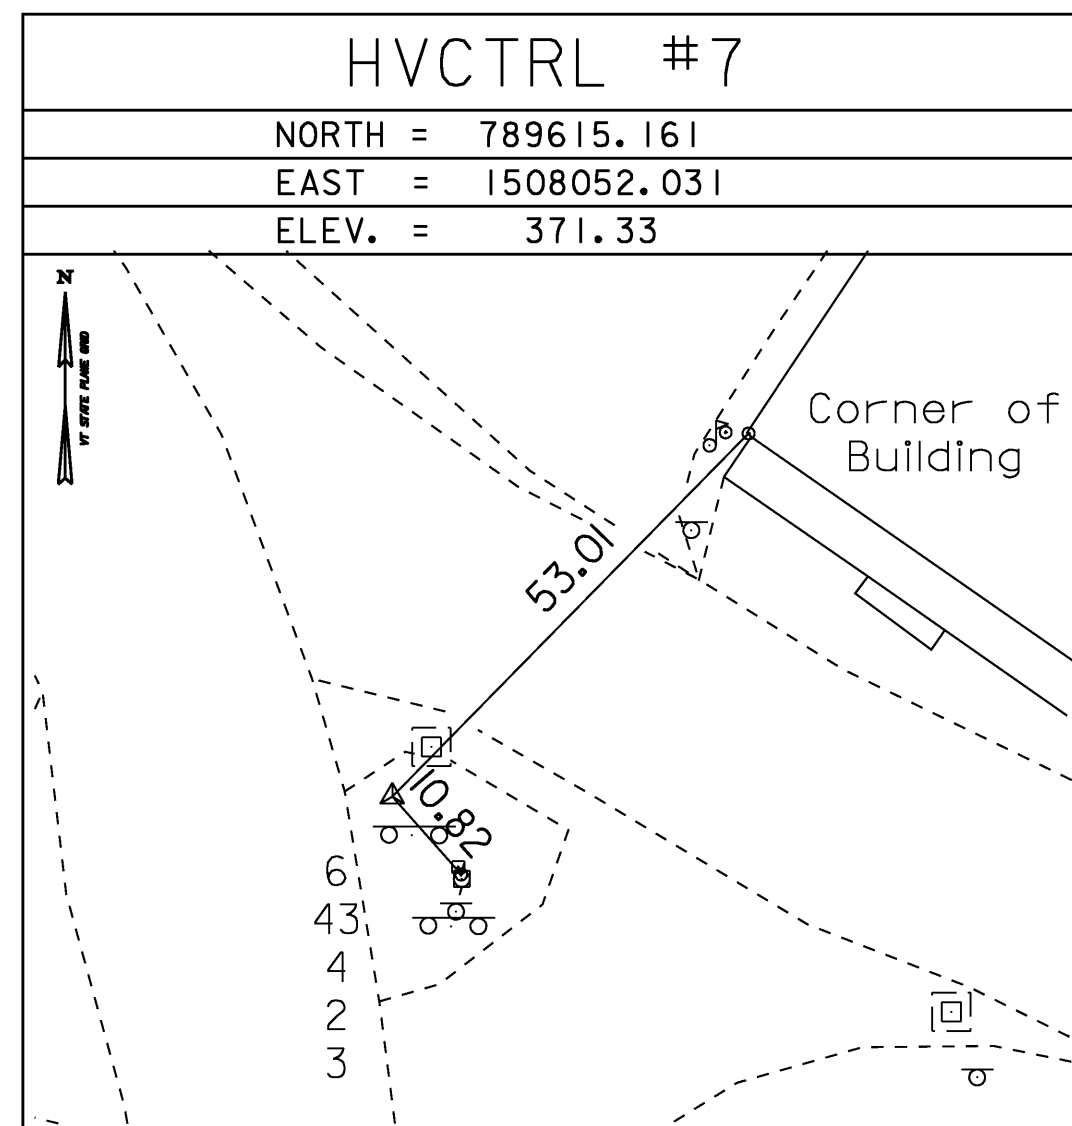 HVCTRL #7
NORTH = 789615.161
EAST = 1508052.031
ELEV. = 371.33
N
VT STATE PLANE GRID
Corner of
Building
53.01
10.82
6
43
4
2
3